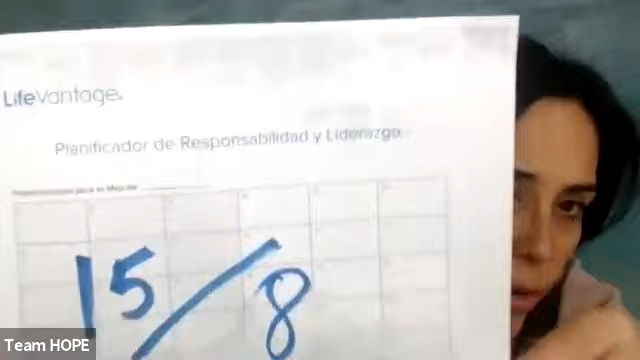 LifeVantage
Planificador de Responsabilidad y Liderazgo
15/8
Team HOPE